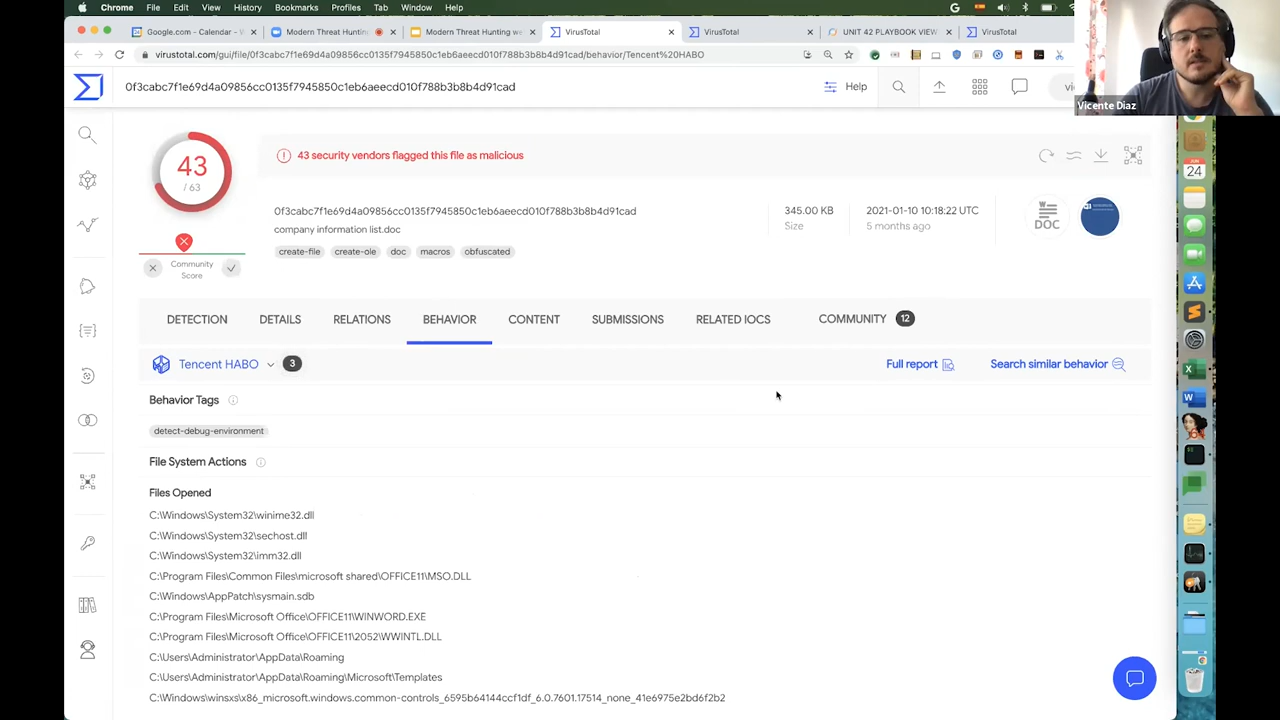 Chrome File Edit View History Bookmarks Profiles Tab Window Help
Google.com - Calendar - W
Modern Threat Hunting
Modern Threat Hunting we
VirusTotal
VirusTotal
UNIT 42 PLAYBOOK VIEW
VirusTotal
virustotal.com/gui/file/0f3cabc7f1e69d4a09856cc0135f7945850c1eb6aeecd010f788b3b8b4d91cad/behavior/Tencent%20HABO
0f3cabc7f1e69d4a09856cc0135f7945850c1eb6aeecd010f788b3b8b4d91cad
Help
Vicente Diaz
43
/ 63
43 security vendors flagged this file as malicious
0f3cabc7f1e69d4a09856cc0135f7945850c1eb6aeecd010f788b3b8b4d91cad
company information list.doc
create-file create-ole doc macros obfuscated
345.00 KB
Size
2021-01-10 10:18:22 UTC
5 months ago
W
DOC
Community
Score
JUN
24
DETECTION DETAILS RELATIONS BEHAVIOR CONTENT SUBMISSIONS RELATED IOCS COMMUNITY 12
Tencent HABO 3
Full report
Search similar behavior
Behavior Tags
detect-debug-environment
File System Actions
Files Opened
C:\Windows\System32\winime32.dll
C:\Windows\System32\sechost.dll
C:\Windows\System32\imm32.dll
C:\Program Files\Common Files\microsoft shared\OFFICE11\MSO.DLL
C:\Windows\AppPatch\sysmain.sdb
C:\Program Files\Microsoft Office\OFFICE11\WINWORD.EXE
C:\Program Files\Microsoft Office\OFFICE11\2052\WWINTL.DLL
C:\Users\Administrator\AppData\Roaming
C:\Users\Administrator\AppData\Roaming\Microsoft\Templates
C:\Windows\winsxs\x86_microsoft.windows.common-controls_6595b64144ccf1df_6.0.7601.17514_none_41e6975e2bd6f2b2